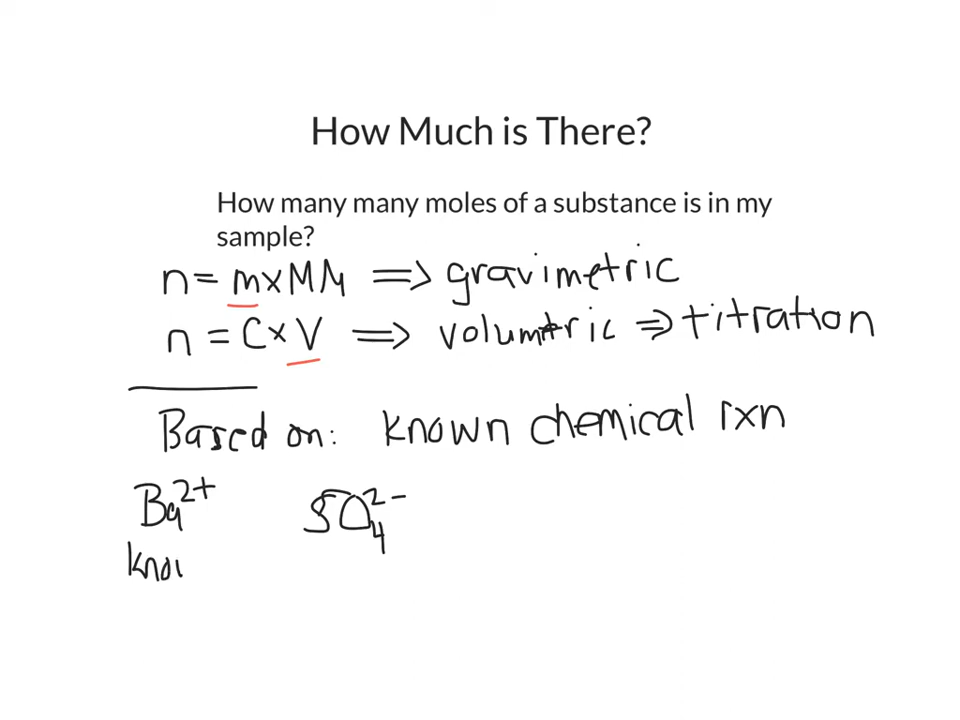 How Much is There?
How many many moles of a substance is in my
sample?
n = m x MM ⇒ gravimetric
n = C x V ⇒ volumtric ⇒ titration
Based on: known chemical rxn
Ba²⁺ SO₄²⁻
know